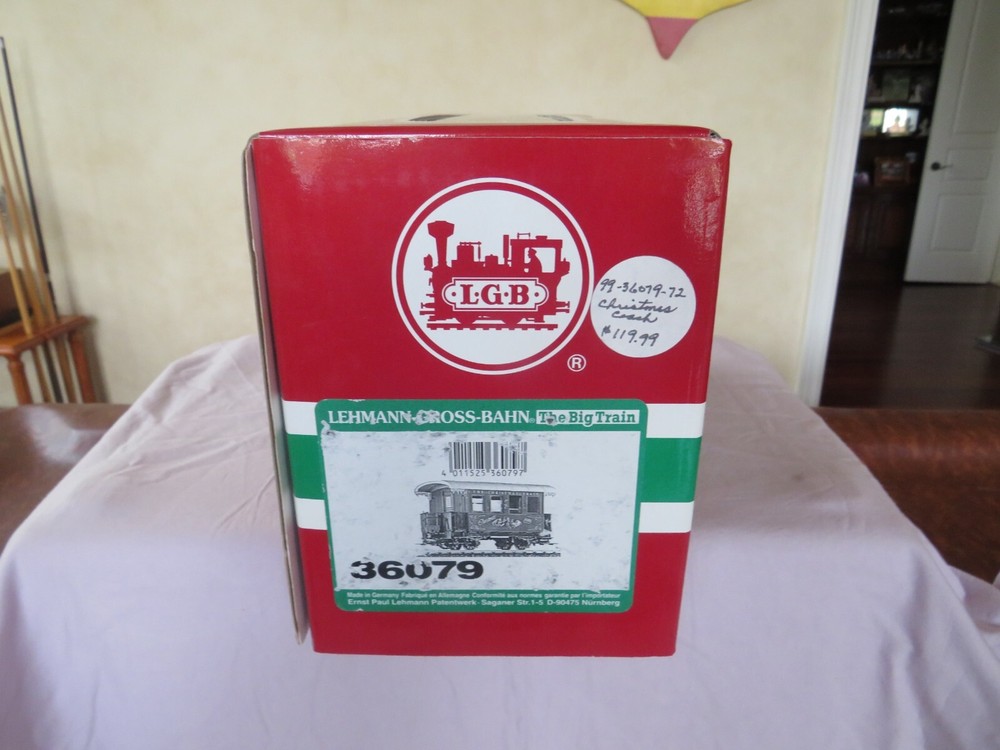 L·G·B
®
99-36079-72
Christmas
Coach
$119.99
LEHMANN-GROSS-BAHN The Big Train
4 011525 360797
36079
Made in Germany Fabriqué en Allemagne Conformité aux normes garantie par l'importateur
Ernst Paul Lehmann Patentwerk · Saganer Str.1-5 D-90475 Nürnberg